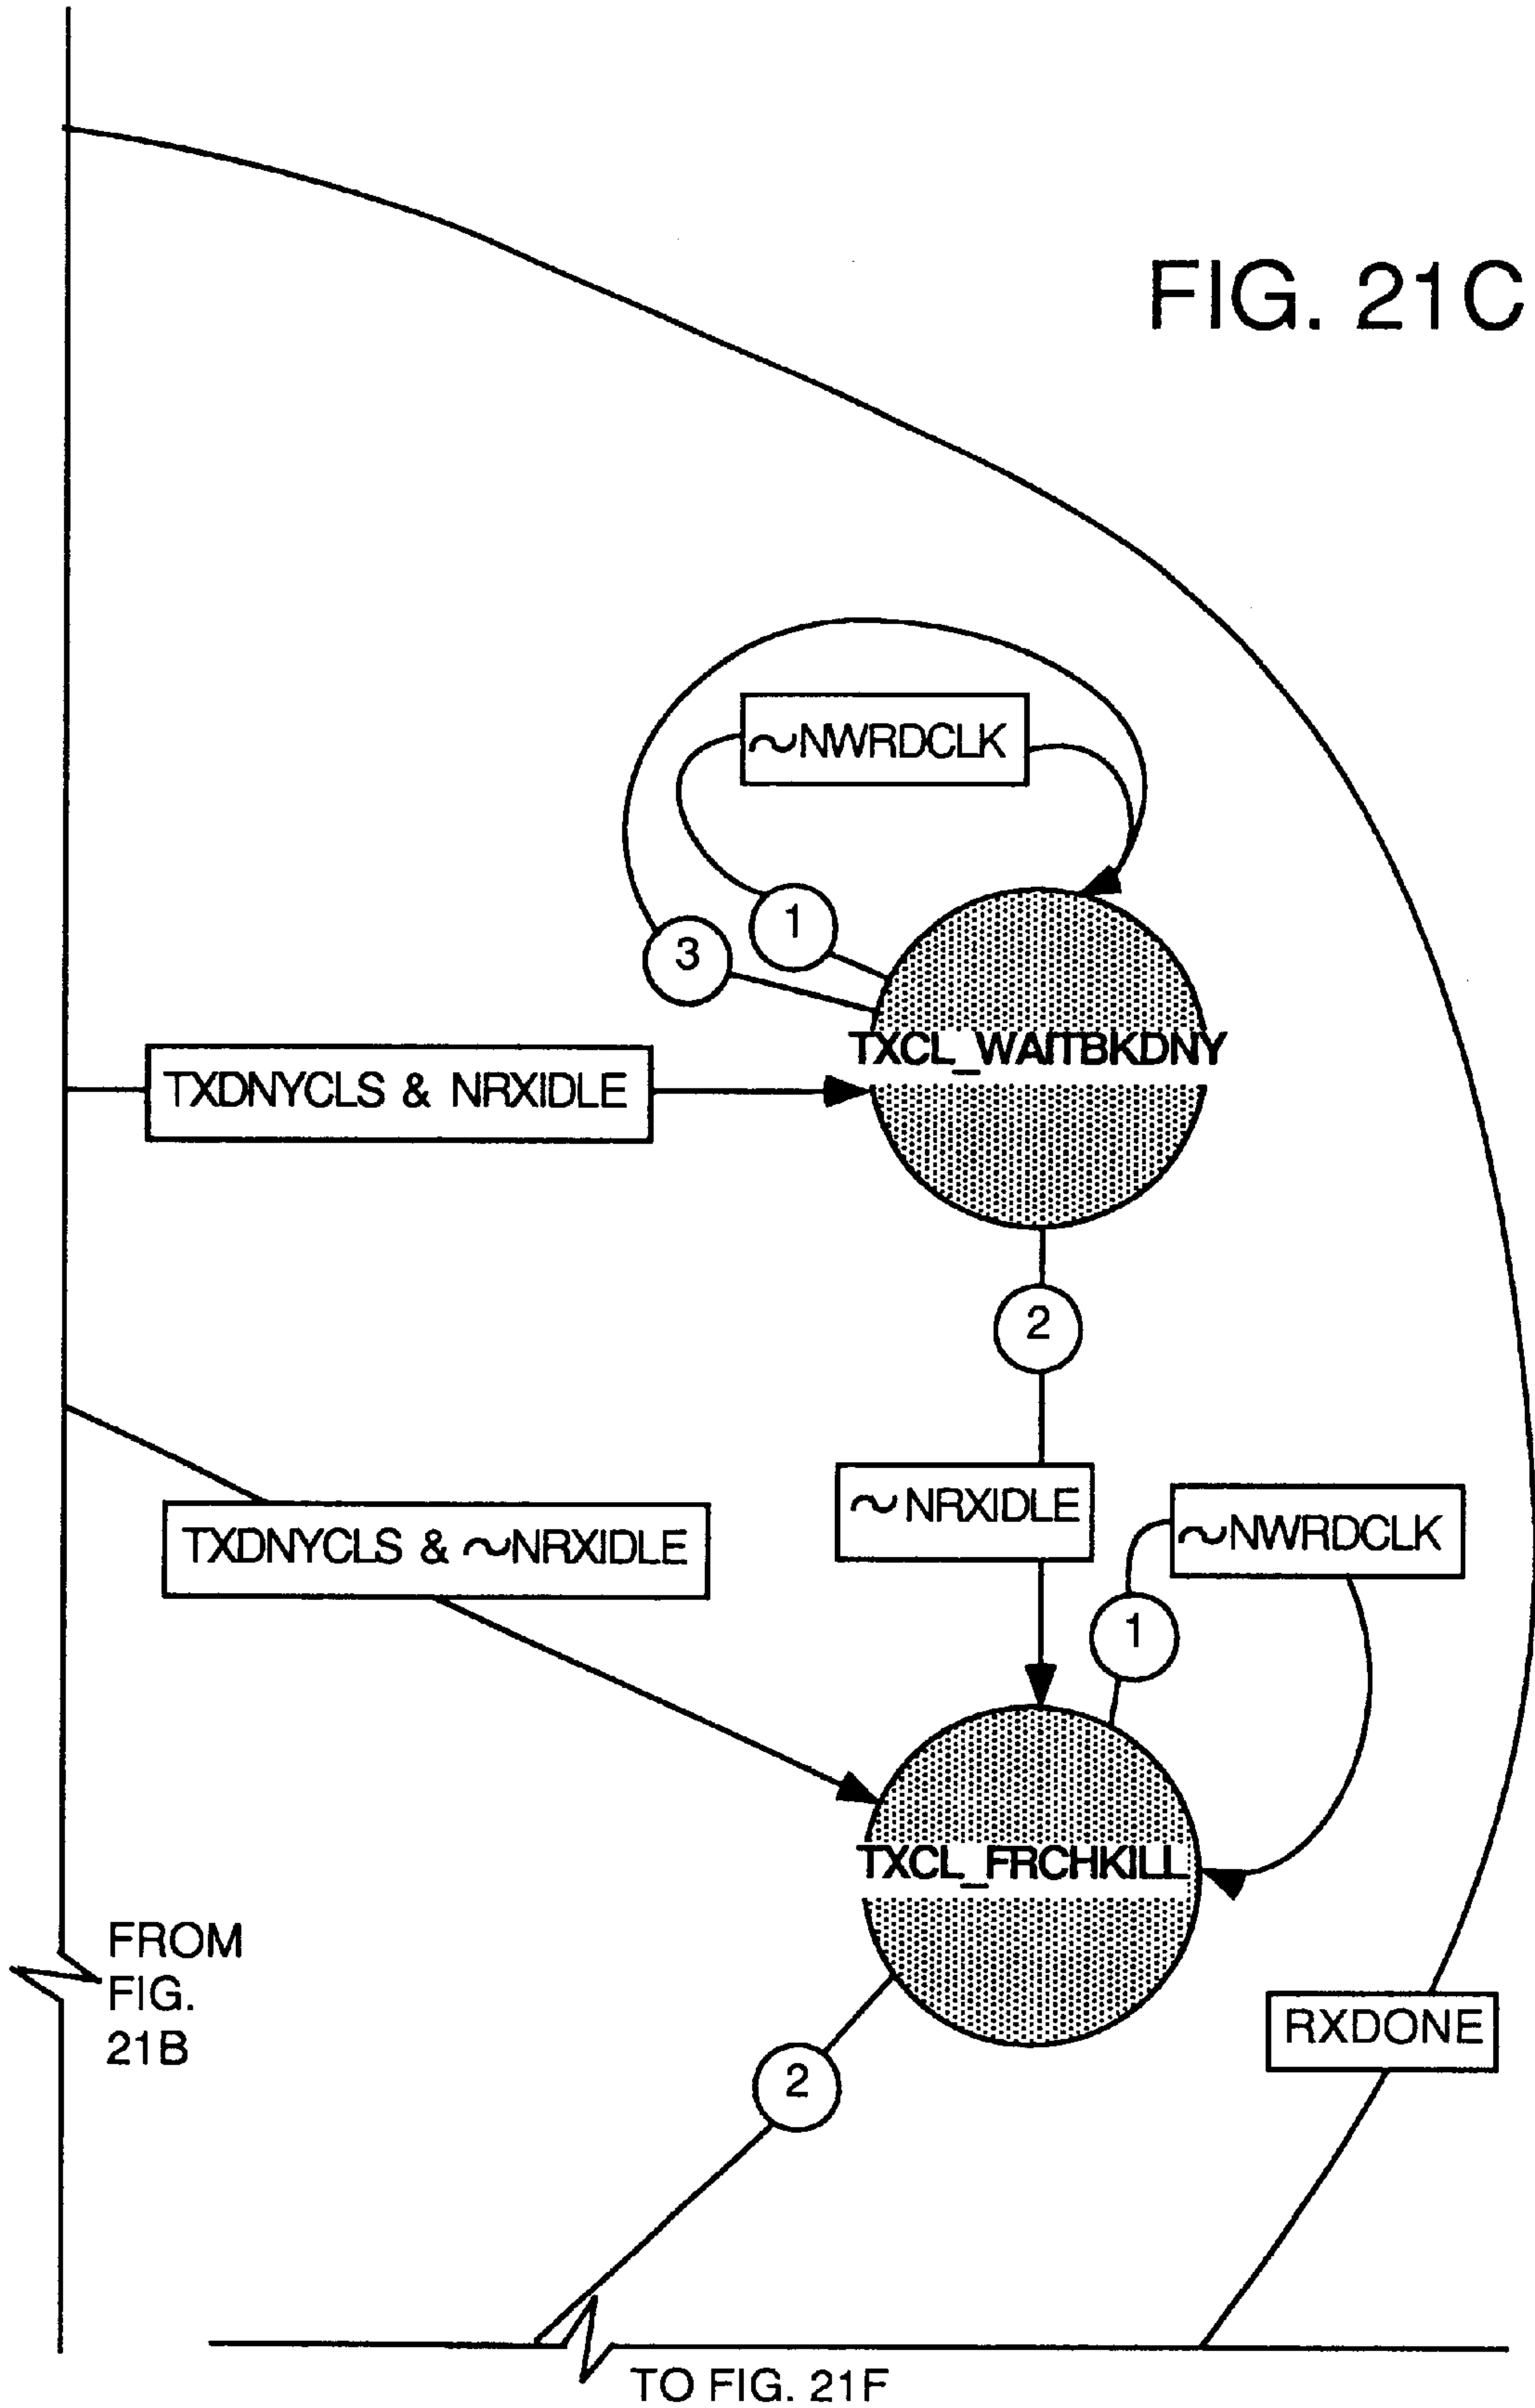 FIG. 21C
~NWRDCLK
1
3
TXCL_WAITBKDNY
TXDNYCLS & NRXIDLE
2
~NRXIDLE
~NWRDCLK
TXDNYCLS & ~NRXIDLE
1
TXCL_FRCHKILL
FROM
FIG.
21B
RXDONE
2
TO FIG. 21F